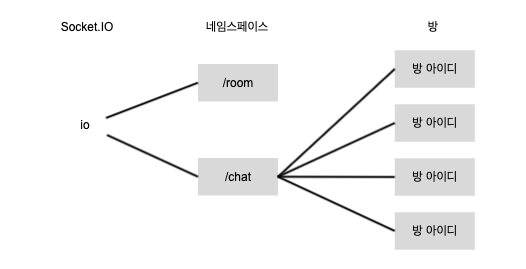 Socket.IO
네임스페이스
방
io
/room
/chat
방 아이디
방 아이디
방 아이디
방 아이디